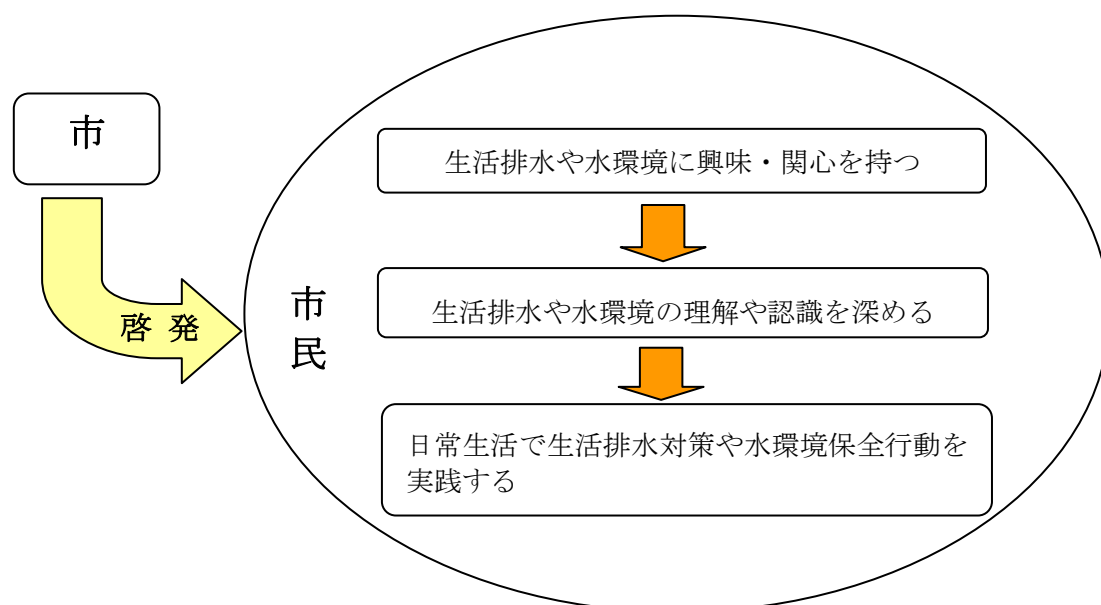 市
生活排水や水環境に興味・関心を持つ
啓発
市民
生活排水や水環境の理解や認識を深める
日常生活で生活排水対策や水環境保全行動を
実践する